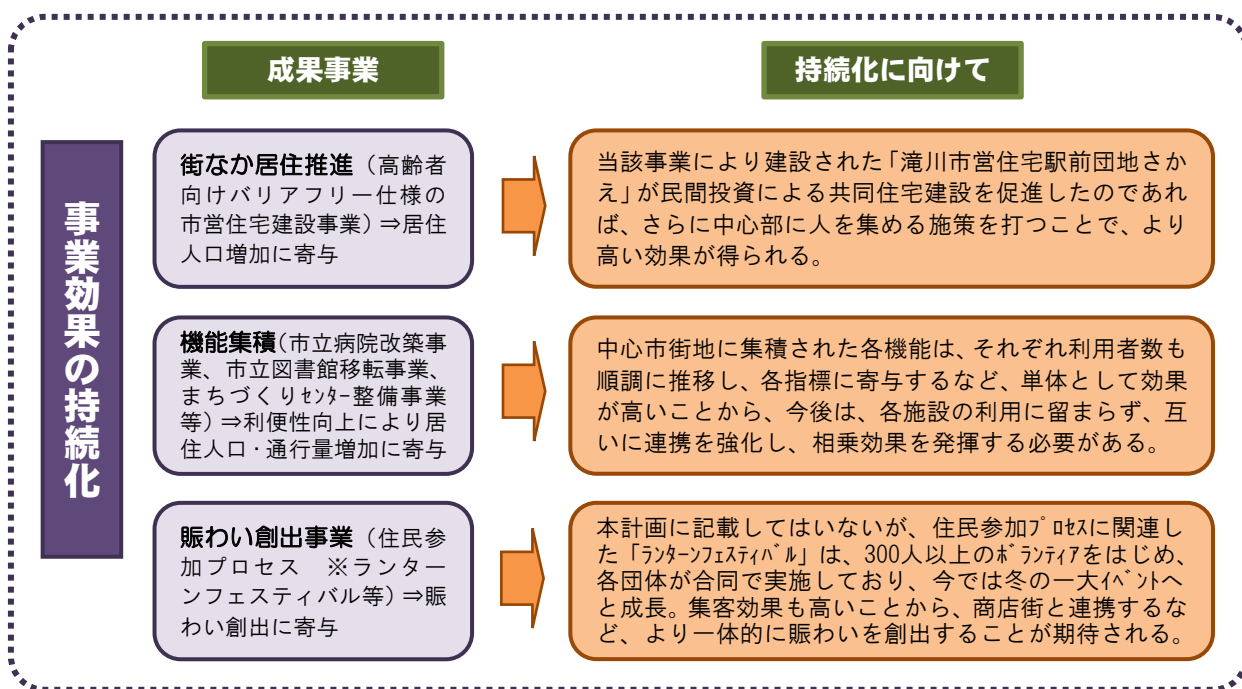 成果事業
持続化に向けて
事業効果の持続化
街なか居住推進（高齢者
向けバリアフリー仕様の
市営住宅建設事業）⇒居住
人口増加に寄与
当該事業により建設された「滝川市営住宅駅前団地さか
え」が民間投資による共同住宅建設を促進したのであれ
ば、さらに中心部に人を集める施策を打つことで、より
高い効果が得られる。
機能集積（市立病院改築事
業、市立図書館移転事業、
まちづくりｾﾝﾀｰ整備事業
等）⇒利便性向上により居
住人口・通行量増加に寄与
中心市街地に集積された各機能は、それぞれ利用者数も
順調に推移し、各指標に寄与するなど、単体として効果
が高いことから、今後は、各施設の利用に留まらず、互
いに連携を強化し、相乗効果を発揮する必要がある。
賑わい創出事業（住民参
加プロセス　※ランター
ンフェスティバル等）⇒賑
わい創出に寄与
本計画に記載してはいないが、住民参加ﾌﾟﾛｾｽに関連し
た「ﾗﾝﾀｰﾝﾌｪｽﾃｨﾊﾞﾙ」は、300人以上のﾎﾞﾗﾝﾃｨｱをはじめ、
各団体が合同で実施しており、今では冬の一大ｲﾍﾞﾝﾄへ
と成長。集客効果も高いことから、商店街と連携するな
ど、より一体的に賑わいを創出することが期待される。